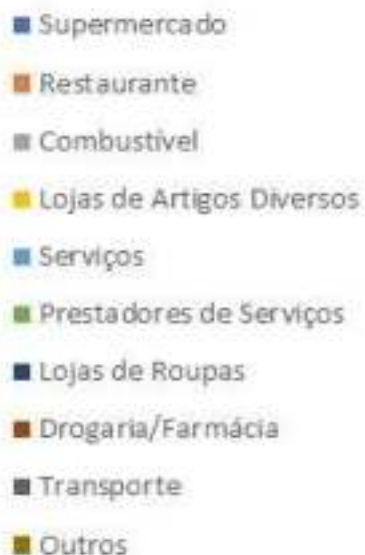 Supermercado
Restaurante
Combustível
Lojas de Artigos Diversos
Serviços
Prestadores de Serviços
Lojas de Roupas
Drogaria/Farmácia
Transporte
Outros